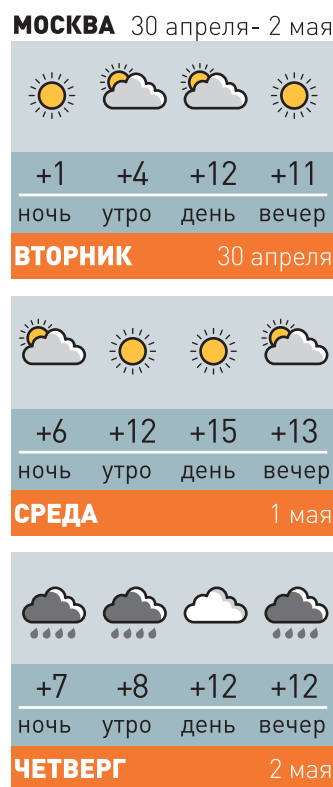 МОСКВА 30 апреля- 2 мая
+1 +4 +12 +11
ночь утро день вечер
ВТОРНИК 30 апреля
+6 +12 +15 +13
ночь утро день вечер
СРЕДА 1 мая
+7 +8 +12 +12
ночь утро день вечер
ЧЕТВЕРГ 2 мая